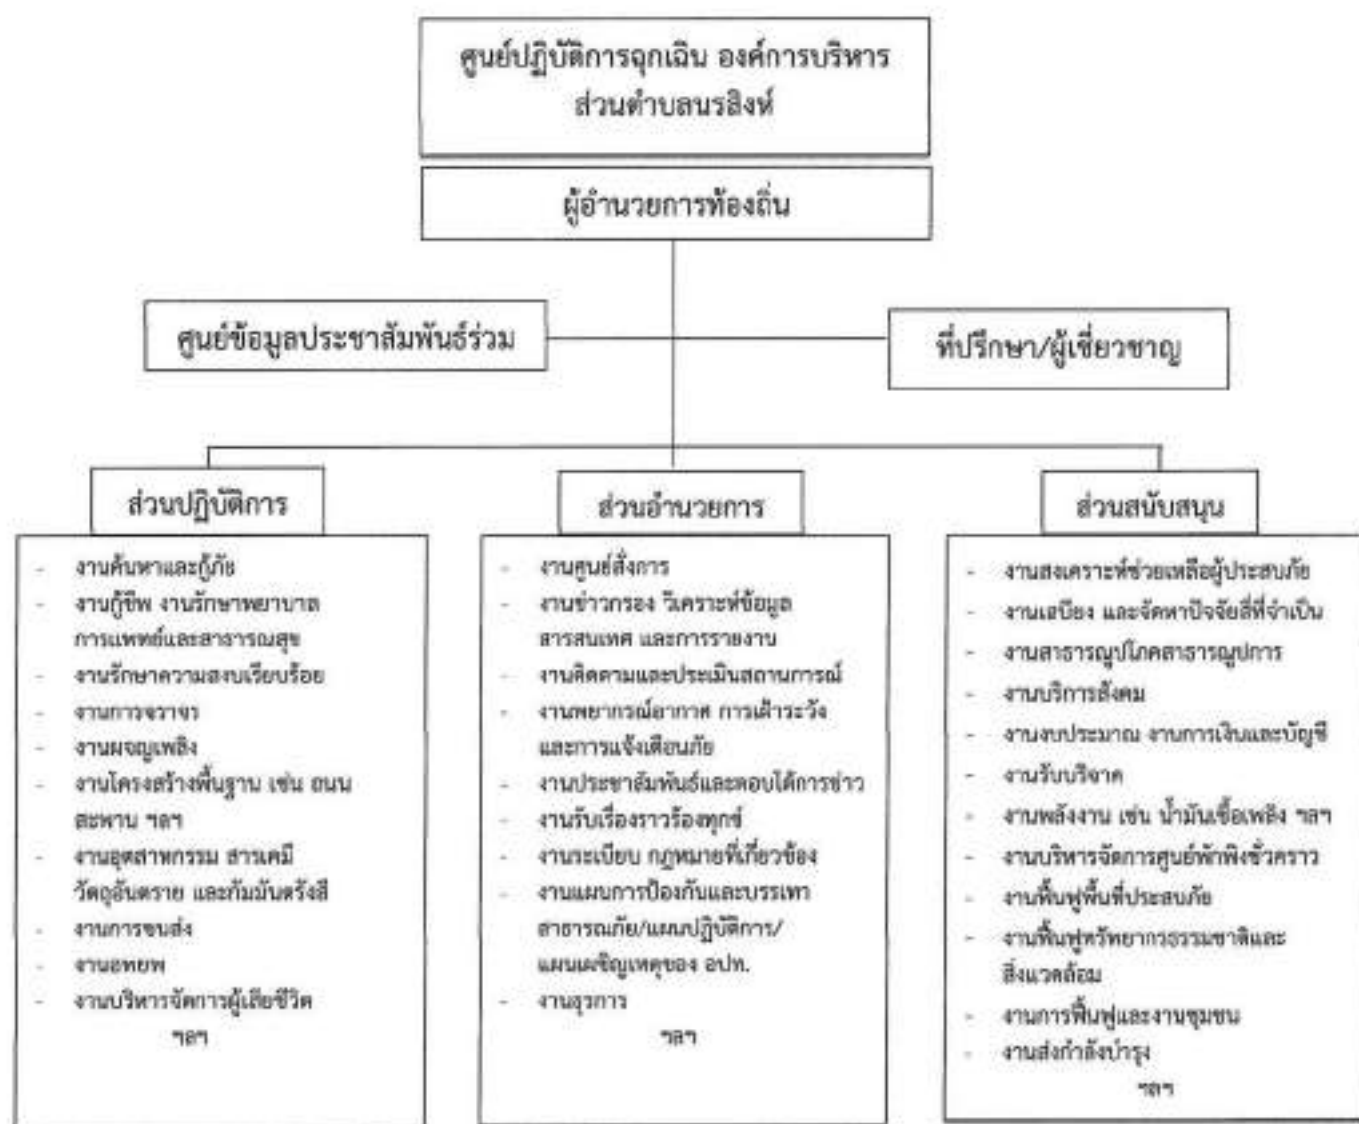 ศูนย์ปฏิบัติการฉุกเฉิน องค์การบริหาร
ส่วนตำบลนรสิงห์
ผู้อำนวยการท้องถิ่น
ศูนย์ข้อมูลประชาสัมพันธ์ร่วม
ที่ปรึกษา/ผู้เชี่ยวชาญ
ส่วนปฏิบัติการ
- งานค้นหาและกู้ภัย
- งานกู้ชีพ งานรักษาพยาบาล
การแพทย์และสาธารณสุข
- งานรักษาความสงบเรียบร้อย
- งานการจราจร
- งานผจญเพลิง
- งานโครงสร้างพื้นฐาน เช่น ถนน
สะพาน ฯลฯ
- งานอุตสาหกรรม สารเคมี
วัตถุอันตราย และกัมมันตรังสี
- งานการขนส่ง
- งานอพยพ
- งานบริหารจัดการผู้เสียชีวิต
ฯลฯ
ส่วนอำนวยการ
- งานศูนย์สั่งการ
- งานข่าวกรอง วิเคราะห์ข้อมูล
สารสนเทศ และการรายงาน
- งานติดตามและประเมินสถานการณ์
- งานพยากรณ์อากาศ การเฝ้าระวัง
และการแจ้งเตือนภัย
- งานประชาสัมพันธ์และตอบโต้การข่าว
- งานรับเรื่องราวร้องทุกข์
- งานระเบียบ กฎหมายที่เกี่ยวข้อง
- งานแผนการป้องกันและบรรเทา
สาธารณภัย/แผนปฏิบัติการ/
แผนเผชิญเหตุของ อปท.
- งานธุรการ
ฯลฯ
ส่วนสนับสนุน
- งานสงเคราะห์ช่วยเหลือผู้ประสบภัย
- งานเสบียง และจัดหาปัจจัยสี่ที่จำเป็น
- งานสาธารณูปโภคสาธารณูปการ
- งานบริการสังคม
- งานงบประมาณ งานการเงินและบัญชี
- งานรับบริจาค
- งานพลังงาน เช่น น้ำมันเชื้อเพลิง ฯลฯ
- งานบริหารจัดการศูนย์พักพิงชั่วคราว
- งานฟื้นฟูพื้นที่ประสบภัย
- งานฟื้นฟูทรัพยากรธรรมชาติและ
สิ่งแวดล้อม
- งานการฟื้นฟูและงานชุมชน
- งานส่งกำลังบำรุง
ฯลฯ